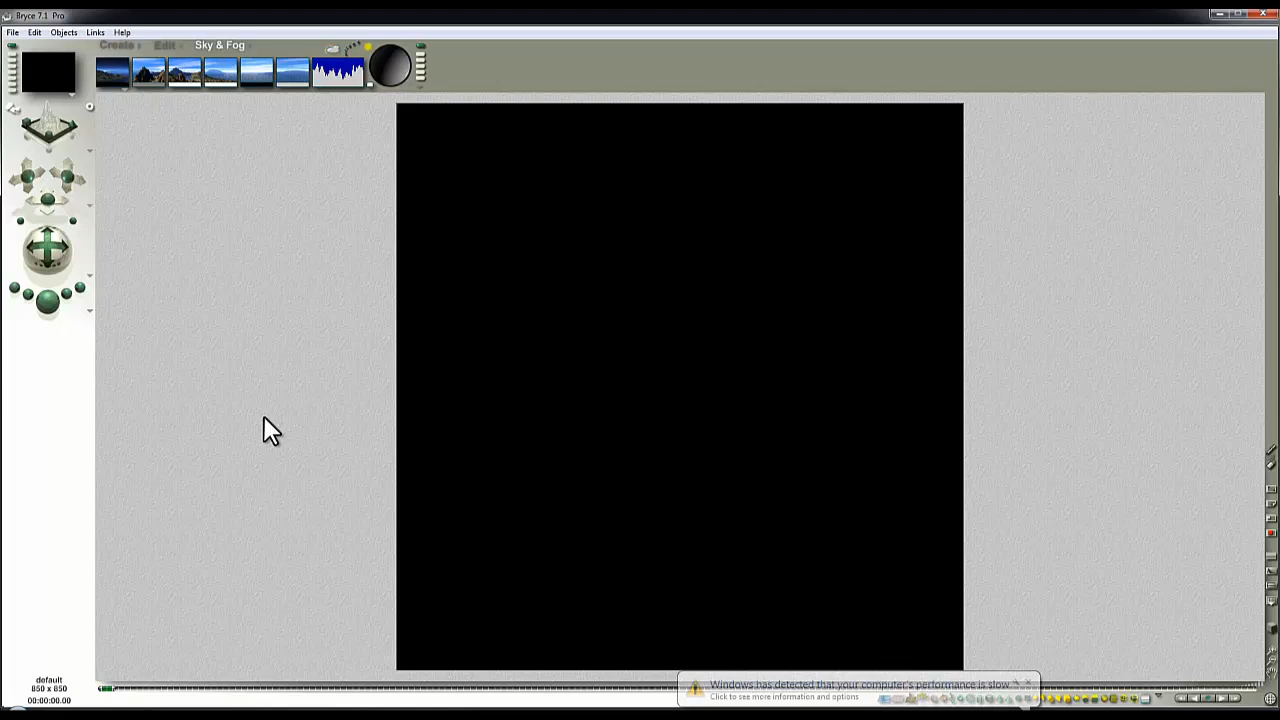 Bryce 7.1 Pro
File Edit Objects Links Help
Create Edit Sky & Fog
default
850 x 850
00:00:00.00
Windows has detected that your computer's performance is slow.
Click to see more information and options